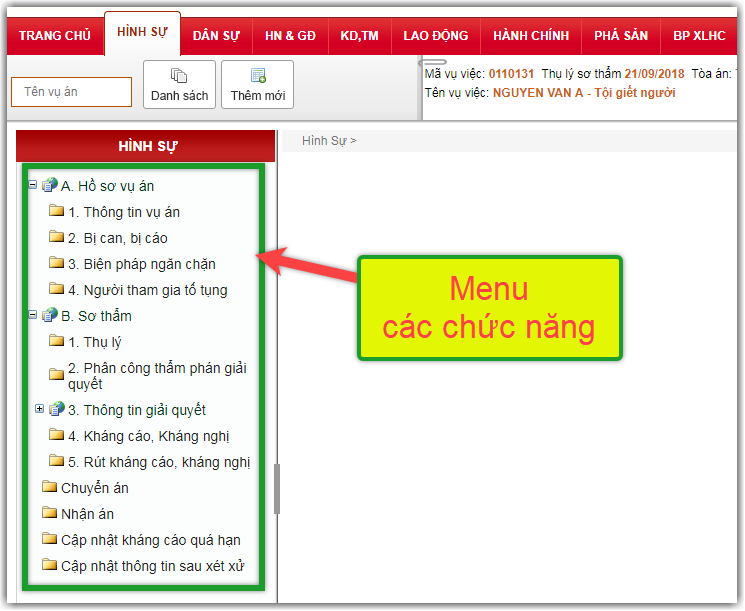 TRANG CHỦ HÌNH SỰ DÂN SỰ HN & GĐ KD,TM LAO ĐỘNG HÀNH CHÍNH PHÁ SẢN BP XLHC
Tên vụ án
Danh sách
Thêm mới
Mã vụ việc: 0110131 Thụ lý sơ thẩm 21/09/2018 Tòa án:
Tên vụ việc: NGUYEN VAN A - Tội giết người
HÌNH SỰ
Hình Sự >
A. Hồ sơ vụ án
1. Thông tin vụ án
2. Bị can, bị cáo
3. Biện pháp ngăn chặn
4. Người tham gia tố tụng
B. Sơ thẩm
1. Thụ lý
2. Phân công thẩm phán giải
quyết
3. Thông tin giải quyết
4. Kháng cáo, Kháng nghị
5. Rút kháng cáo, kháng nghị
Chuyển án
Nhận án
Cập nhật kháng cáo quá hạn
Cập nhật thông tin sau xét xử
Menu
các chức năng